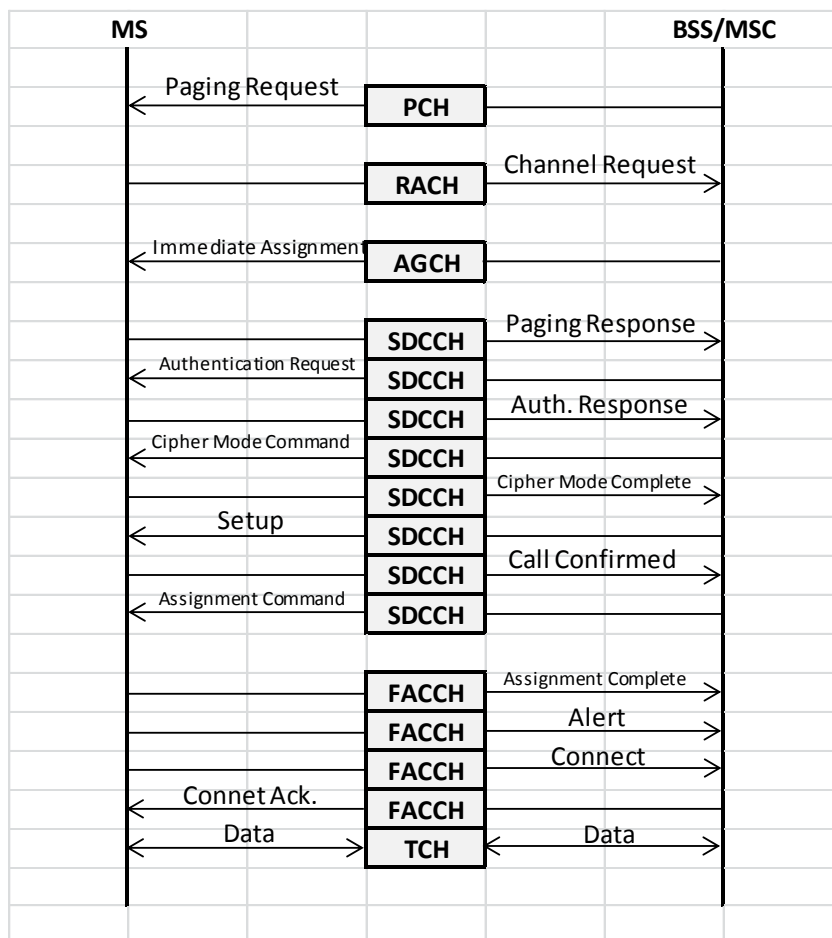 MS BSS/MSC
Paging Request
PCH
Channel Request
RACH
Immediate Assignment
AGCH
Paging Response
SDCCH
Authentication Request
SDCCH
Auth. Response
SDCCH
Cipher Mode Command
SDCCH
Cipher Mode Complete
SDCCH
Setup
SDCCH
Call Confirmed
SDCCH
Assignment Command
SDCCH
Assignment Complete
FACCH
Alert
FACCH
Connect
FACCH
Connet Ack.
FACCH
Data Data
TCH